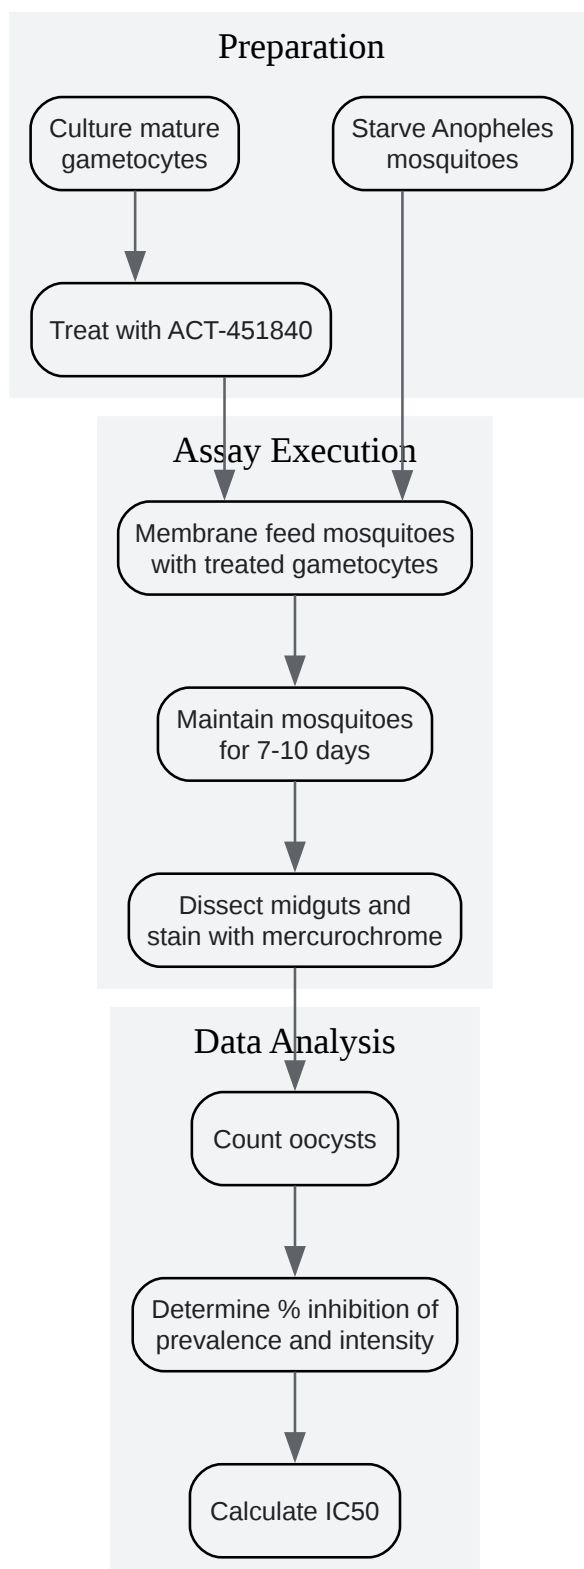 Preparation
Culture mature
gametocytes
Starve Anopheles
mosquitoes
Treat with ACT-451840
Assay Execution
Membrane feed mosquitoes
with treated gametocytes
Maintain mosquitoes
for 7-10 days
Dissect midguts and
stain with mercurochrome
Data Analysis
Count oocysts
Determine % inhibition of
prevalence and intensity
Calculate IC50